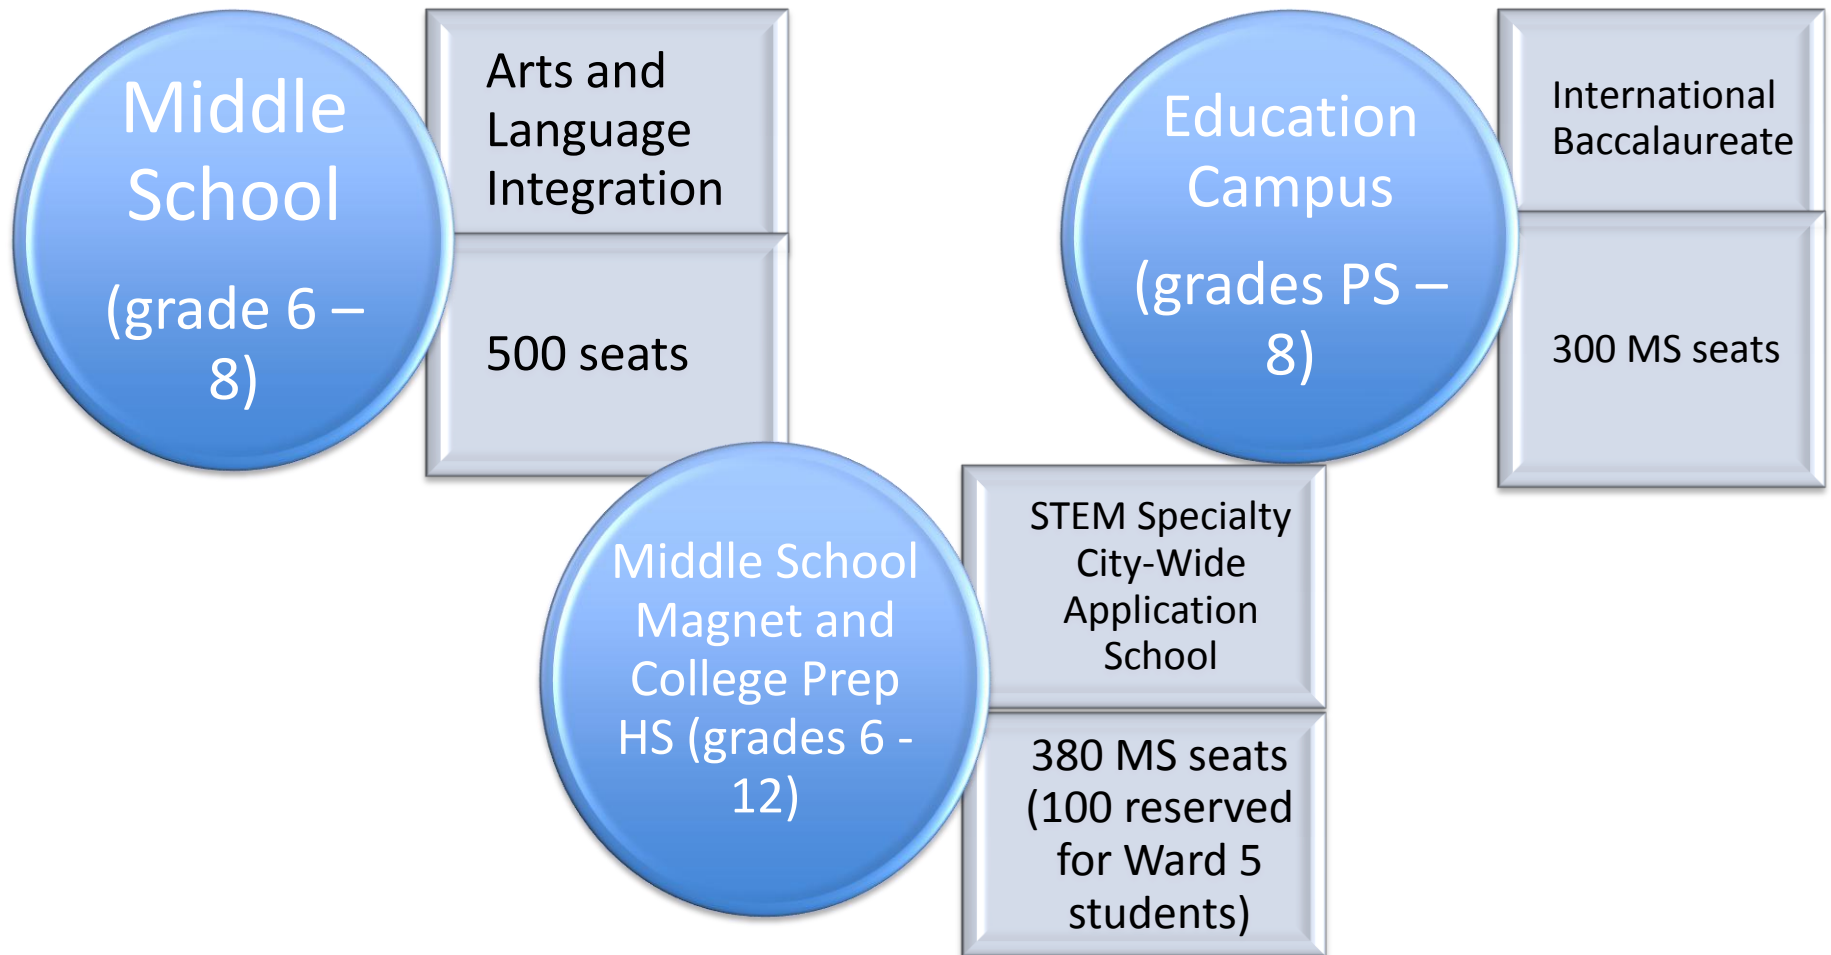 Middle
School
(grade 6 –
8)
Arts and
Language
Integration
500 seats
Education
Campus
(grades PS –
8)
International
Baccalaureate
300 MS seats
Middle School
Magnet and
College Prep
HS (grades 6 -
12)
STEM Specialty
City-Wide
Application
School
380 MS seats
(100 reserved
for Ward 5
students)